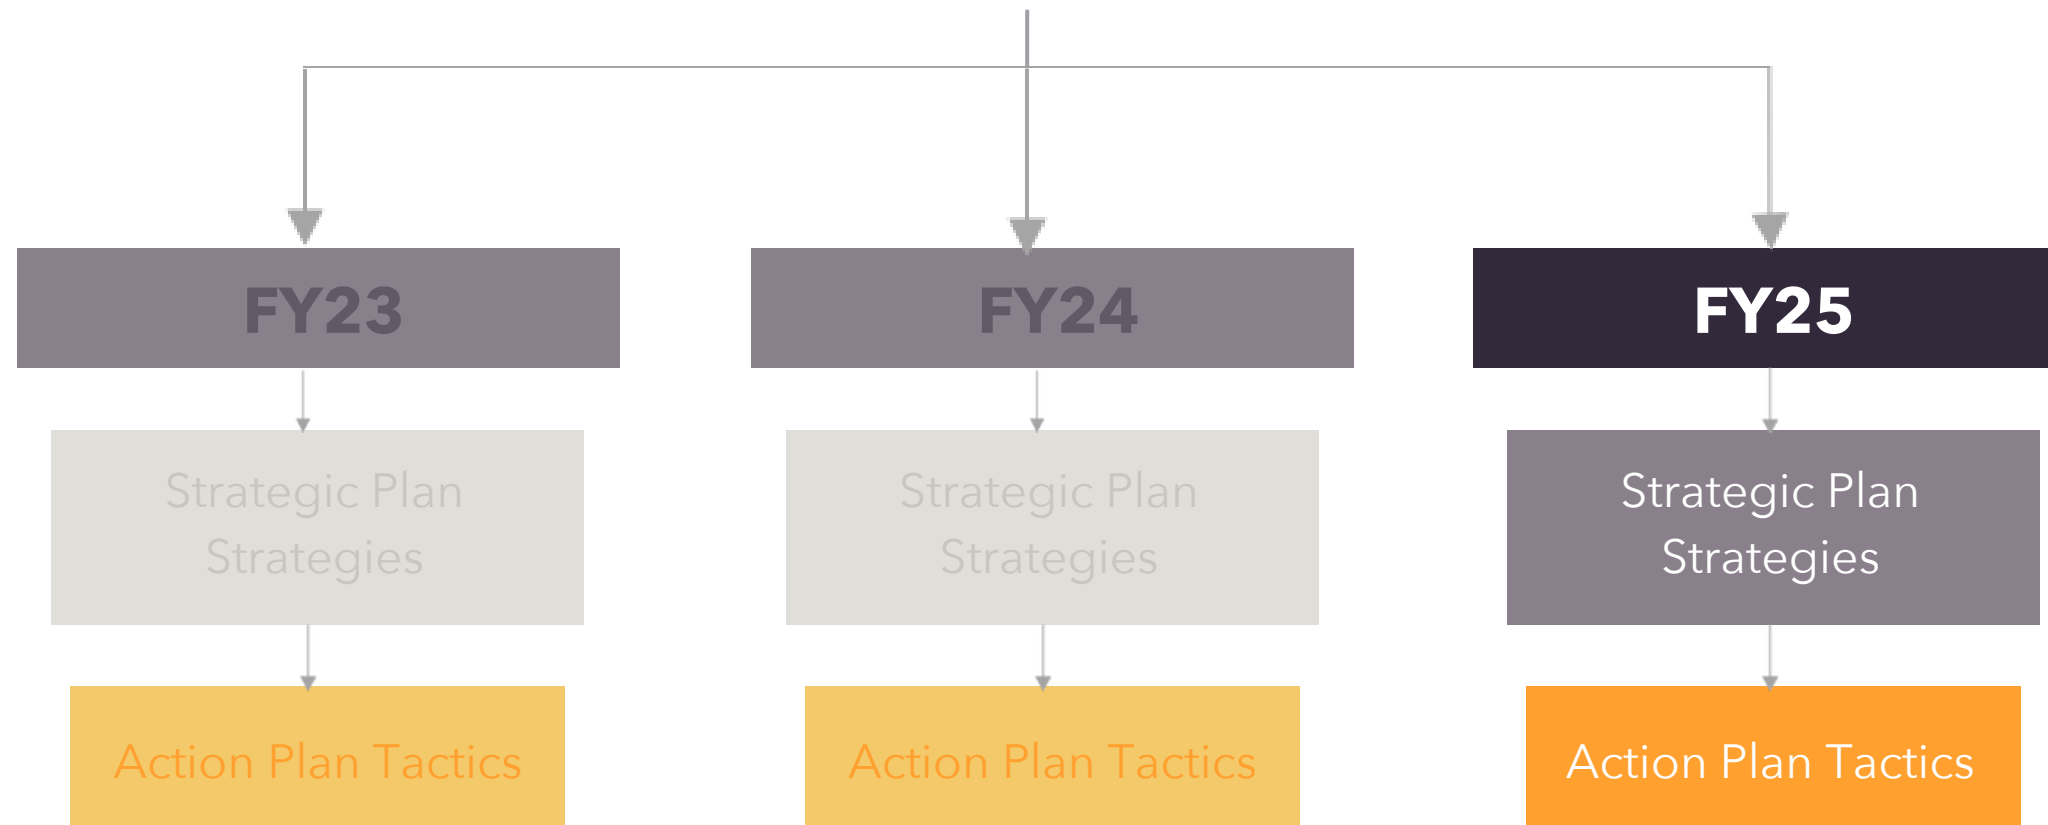 FY23
FY24
FY25
Strategic Plan
Strategies
Strategic Plan
Strategies
Strategic Plan
Strategies
Action Plan Tactics
Action Plan Tactics
Action Plan Tactics